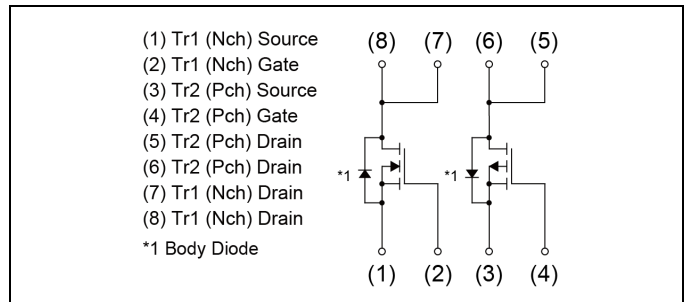 (1) Tr1 (Nch) Source
(2) Tr1 (Nch) Gate
(3) Tr2 (Pch) Source
(4) Tr2 (Pch) Gate
(5) Tr2 (Pch) Drain
(6) Tr2 (Pch) Drain
(7) Tr1 (Nch) Drain
(8) Tr1 (Nch) Drain
*1 Body Diode
(8) (7) (6) (5)
*1 *1
(1) (2) (3) (4)